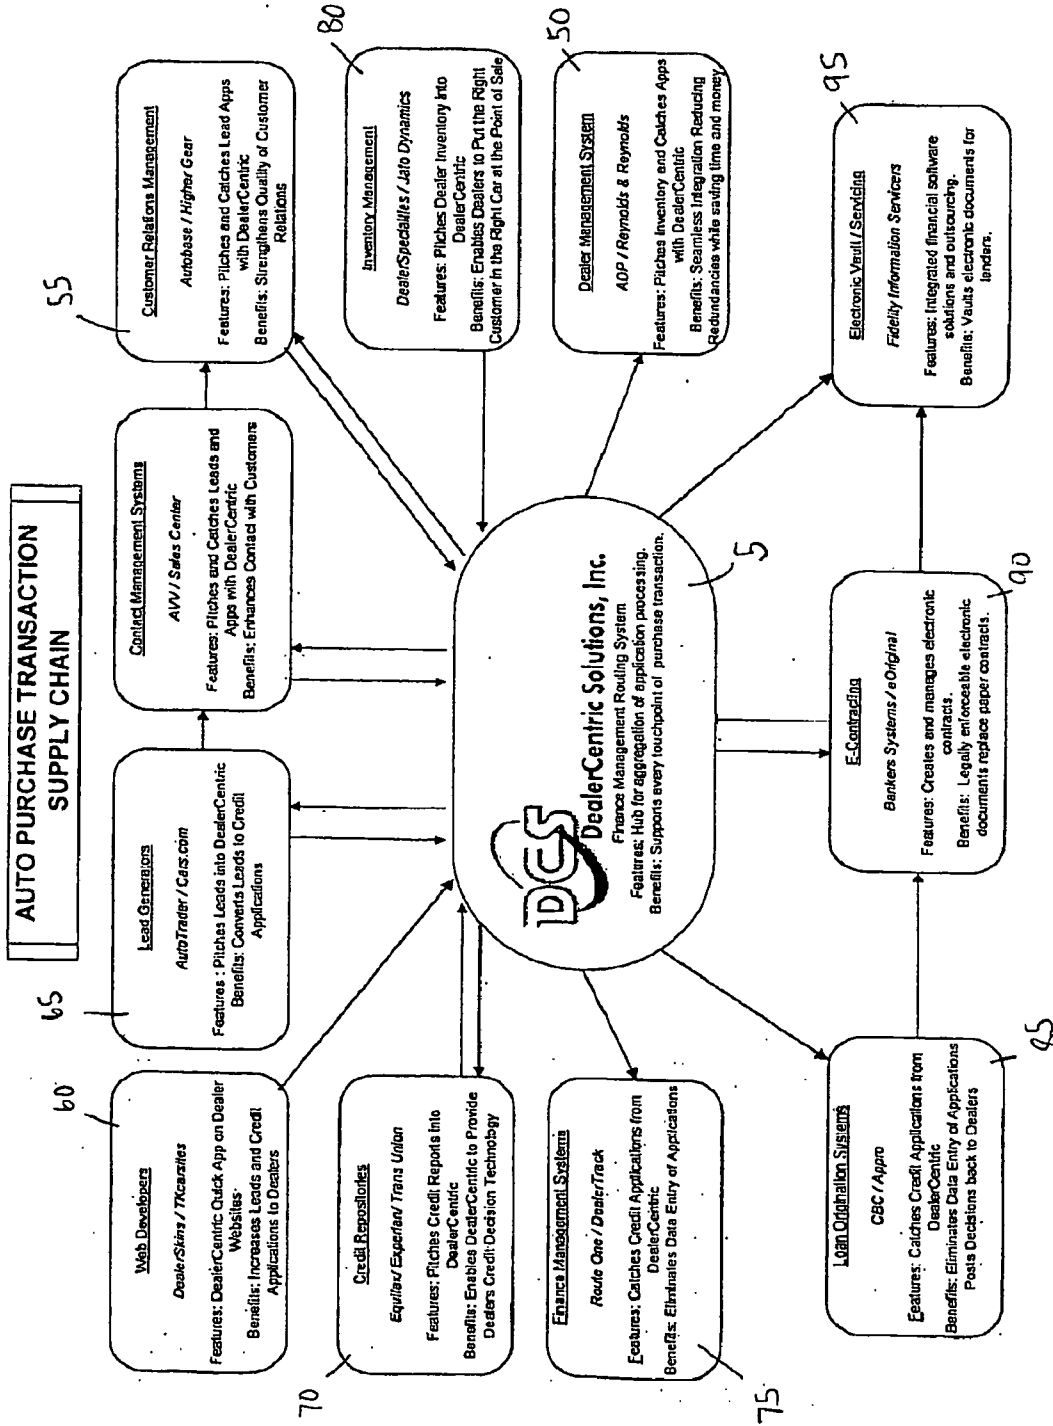 AUTO PURCHASE TRANSACTION
SUPPLY CHAIN
60
Web Developers
DealerSkins / TKcarsites
Features: DealerCentric Quick App on Dealer
Websites
Benefits: Increases Leads and Credit
Applications to Dealers
65
Lead Generators
AutoTrader / Cars.com
Features : Pitches Leads into DealerCentric
Benefits: Converts Leads to Credit
Applications
Contact Management Systems
AVV / Sales Center
Features: Pitches and Catches Leads and
Apps with DealerCentric
Benefits: Enhances Contact with Customers
55
Customer Relations Management
Autobase / Higher Gear
Features: Pitches and Catches Lead Apps
with DealerCentric
Benefits: Strengthens Quality of Customer
Relations
70
Credit Repositories
Equifax/ Experian/ Trans Union
Features: Pitches Credit Reports into
DealerCentric
Benefits: Enables DealerCentric to Provide
Dealers Credit Decision Technology
80
Inventory Management
DealerSpecialties / Jato Dynamics
Features: Pitches Dealer Inventory Into
DealerCentric
Benefits: Enables Dealers to Put the Right
Customer In the Right Car at the Point of Sale
DCS
DealerCentric Solutions, Inc.
Finance Management Routing System
Features: Hub for aggregation of application processing.
Benefits: Supports every touchpoint of purchase transaction.
5
75
Finance Management Systems
Route One / DealerTrack
Features: Catches Credit Applications from
DealerCentric
Benefits: Eliminates Data Entry of Applications
50
Dealer Management System
ADP / Reynolds & Reynolds
Features: Pitches Inventory and Catches Apps
with DealerCentric
Benefits: Seamless Integration Reducing
Redundancies while saving time and money
85
Loan Origination Systems
CBC / Appro
Features: Catches Credit Applications from
DealerCentric
Benefits: Eliminates Data Entry of Applications
Posts Decisions back to Dealers
90
E-Contracting
Bankers Systems / eOriginal
Features: Creates and manages electronic
contracts.
Benefits: Legally enforceable electronic
documents replace paper contracts.
95
Electronic Vault / Servicing
Fidelity Information Servicers
Features: Integrated financial software
solutions and outsourcing.
Benefits: Vaults electronic documents for
lenders.